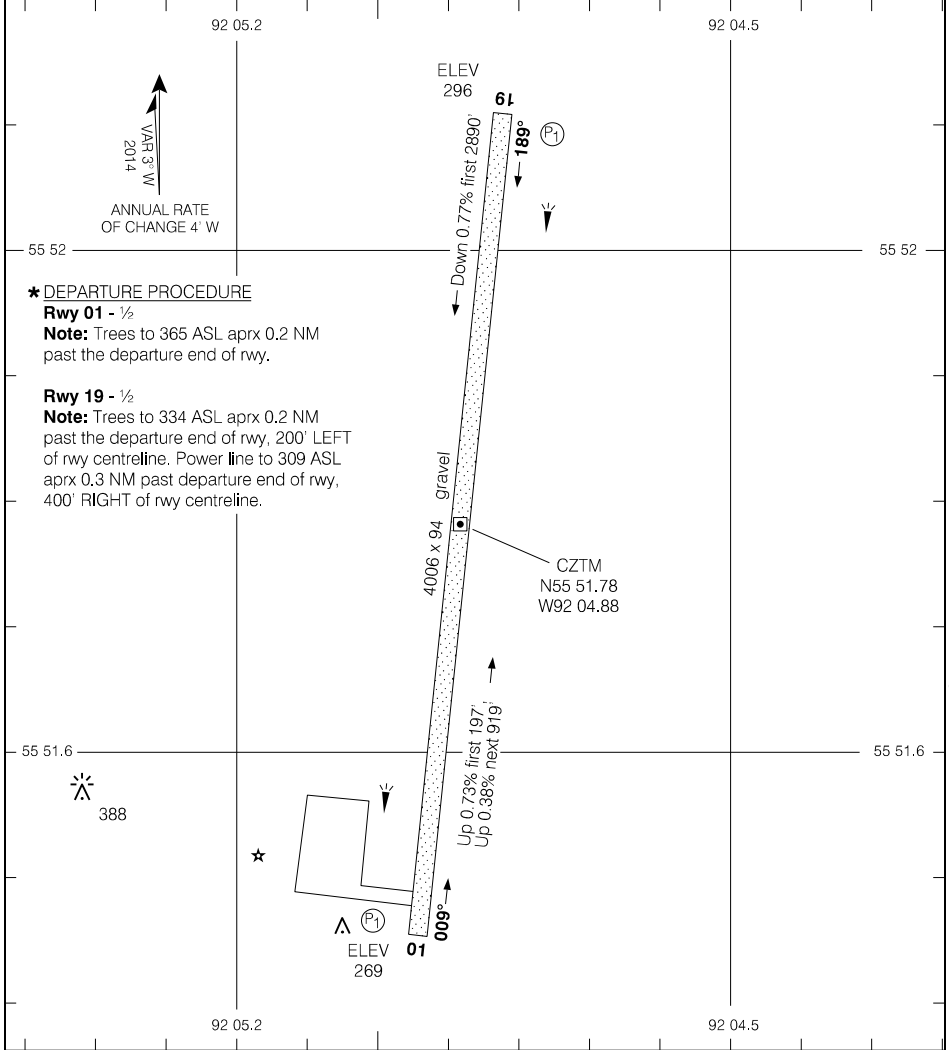 92 05.2
92 04.5
ELEV
296
19
189°
P1
Down 0.77% first 2890'
VAR 3° W
2014
ANNUAL RATE
OF CHANGE 4' W
55 52
55 52
* DEPARTURE PROCEDURE
Rwy 01 - ½
Note: Trees to 365 ASL aprx 0.2 NM
past the departure end of rwy.
Rwy 19 - ½
Note: Trees to 334 ASL aprx 0.2 NM
past the departure end of rwy, 200' LEFT
of rwy centreline. Power line to 309 ASL
aprx 0.3 NM past departure end of rwy,
400' RIGHT of rwy centreline.
4006 x 94 gravel
CZTM
N55 51.78
W92 04.88
Up 0.73% first 197'
Up 0.38% next 919'
55 51.6
55 51.6
388
P1
ELEV
269
01
009°
92 05.2
92 04.5